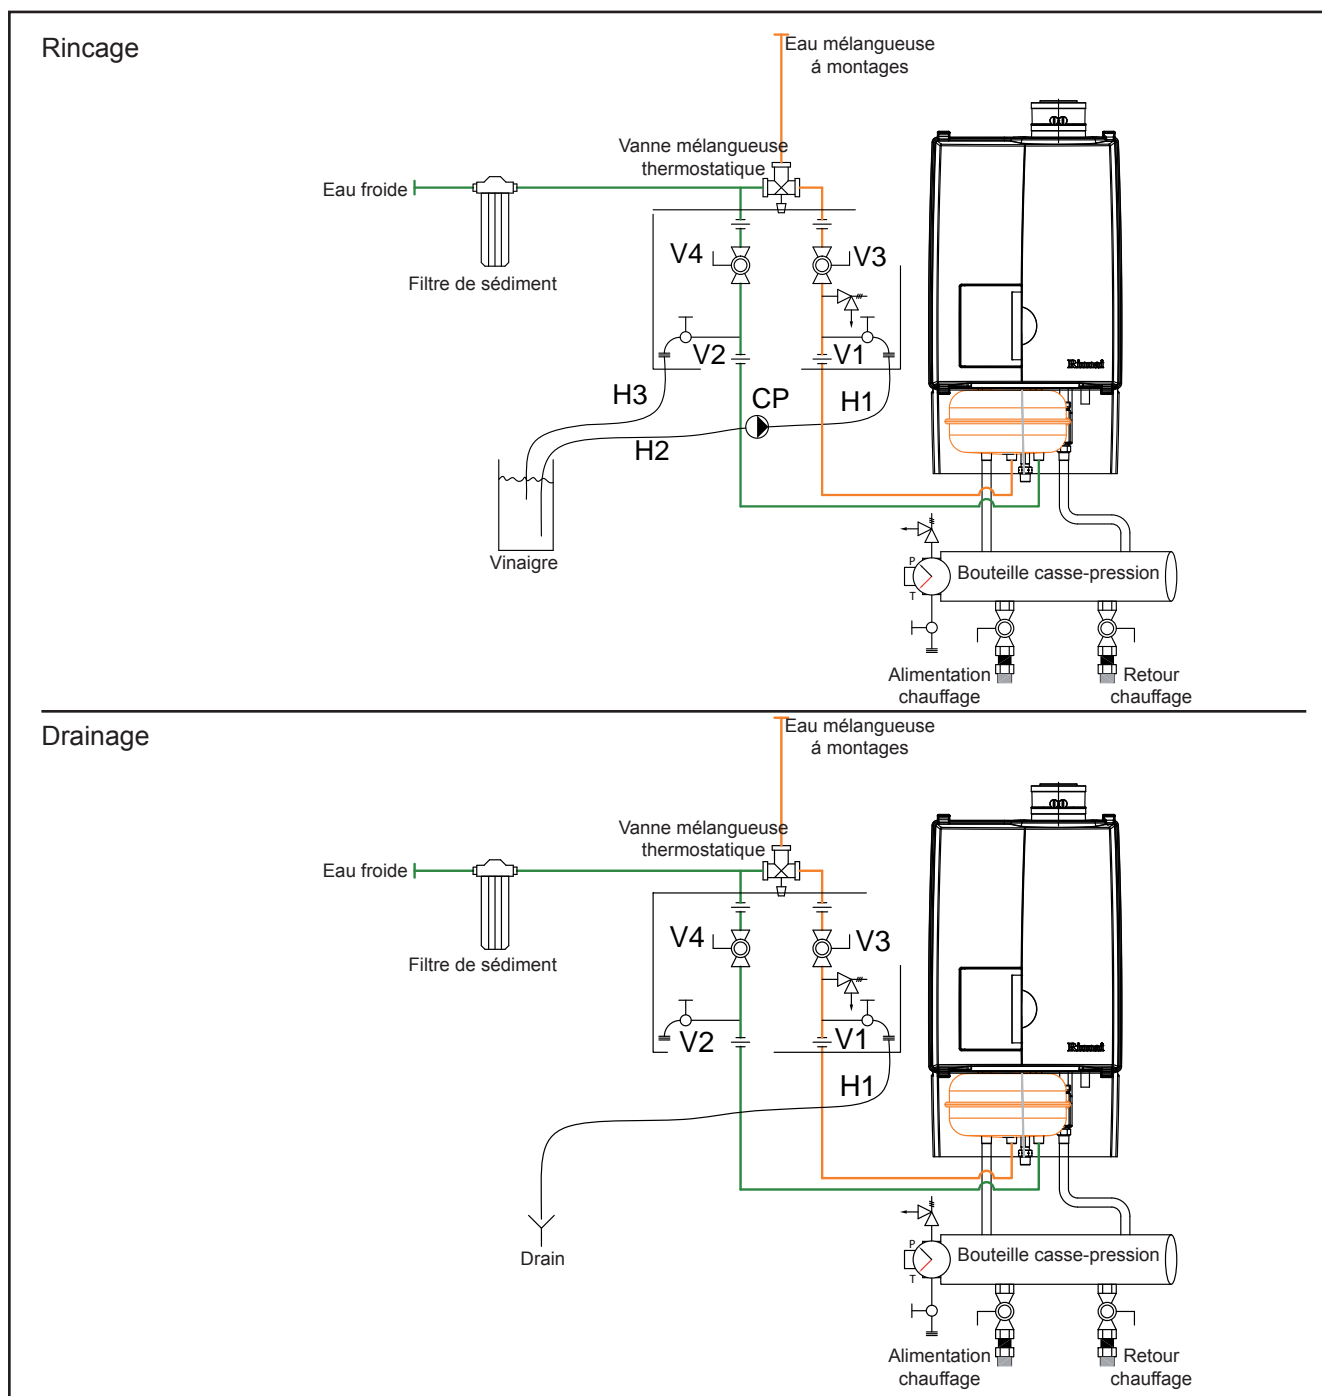 Rincage
Eau mélangueuse
á montages
Vanne mélangueuse
thermostatique
Eau froide
Filtre de sédiment
V4
V3
V2
V1
H3
CP
H1
H2
Vinaigre
Rinnai
P
T
Bouteille casse-pression
Alimentation
chauffage
Retour
chauffage
Drainage
Eau mélangueuse
á montages
Vanne mélangueuse
thermostatique
Eau froide
Filtre de sédiment
V4
V3
V2
V1
H1
Drain
Rinnai
P
T
Bouteille casse-pression
Alimentation
chauffage
Retour
chauffage